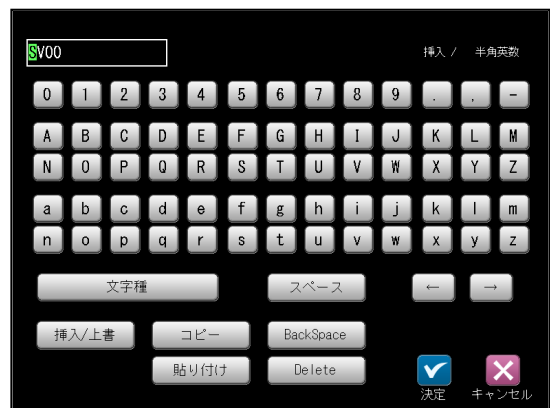 SV00
挿入 / 半角英数
0 1 2 3 4 5 6 7 8 9 . , -
A B C D E F G H I J K L M
N O P Q R S T U V W X Y Z
a b c d e f g h i j k l m
n o p q r s t u v w x y z
文字種 スペース ← →
挿入/上書 コピー BackSpace
貼り付け Delete
決定 キャンセル